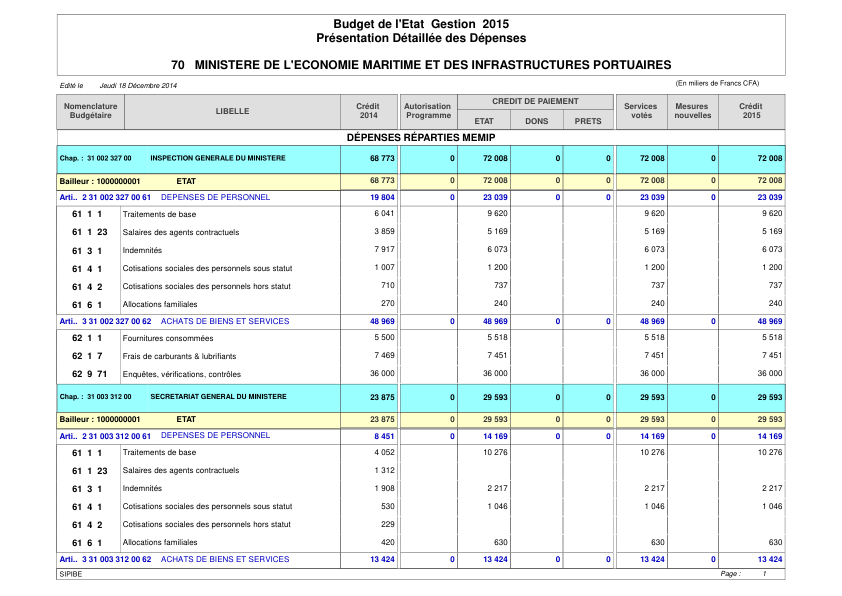 Budget de l'Etat Gestion 2015
Présentation Détaillée des Dépenses
70 MINISTERE DE L'ECONOMIE MARITIME ET DES INFRASTRUCTURES PORTUAIRES
Edité le Jeudi 18 Décembre 2014 (En miliers de Francs CFA)
Nomenclature Budgétaire LIBELLE Crédit 2014 Autorisation Programme CREDIT DE PAIEMENT Services votés Mesures nouvelles Crédit 2015
ETAT DONS PRETS
DÉPENSES RÉPARTIES MEMIP
Chap. : 31 002 327 00 INSPECTION GENERALE DU MINISTERE 68 773 0 72 008 0 0 72 008 0 72 008
Bailleur : 1000000001 ETAT 68 773 0 72 008 0 0 72 008 0 72 008
Arti.. 2 31 002 327 00 61 DEPENSES DE PERSONNEL 19 804 0 23 039 0 0 23 039 0 23 039
61 1 1 Traitements de base 6 041 9 620 9 620 9 620
61 1 23 Salaires des agents contractuels 3 859 5 169 5 169 5 169
61 3 1 Indemnités 7 917 6 073 6 073 6 073
61 4 1 Cotisations sociales des personnels sous statut 1 007 1 200 1 200 1 200
61 4 2 Cotisations sociales des personnels hors statut 710 737 737 737
61 6 1 Allocations familiales 270 240 240 240
Arti.. 3 31 002 327 00 62 ACHATS DE BIENS ET SERVICES 48 969 0 48 969 0 0 48 969 0 48 969
62 1 1 Fournitures consommées 5 500 5 518 5 518 5 518
62 1 7 Frais de carburants & lubrifiants 7 469 7 451 7 451 7 451
62 9 71 Enquêtes, vérifications, contrôles 36 000 36 000 36 000 36 000
Chap. : 31 003 312 00 SECRETARIAT GENERAL DU MINISTERE 23 875 0 29 593 0 0 29 593 0 29 593
Bailleur : 1000000001 ETAT 23 875 0 29 593 0 0 29 593 0 29 593
Arti.. 2 31 003 312 00 61 DEPENSES DE PERSONNEL 8 451 0 14 169 0 0 14 169 0 14 169
61 1 1 Traitements de base 4 052 10 276 10 276 10 276
61 1 23 Salaires des agents contractuels 1 312
61 3 1 Indemnités 1 908 2 217 2 217 2 217
61 4 1 Cotisations sociales des personnels sous statut 530 1 046 1 046 1 046
61 4 2 Cotisations sociales des personnels hors statut 229
61 6 1 Allocations familiales 420 630 630 630
Arti.. 3 31 003 312 00 62 ACHATS DE BIENS ET SERVICES 13 424 0 13 424 0 0 13 424 0 13 424
SIPIBE Page : 1